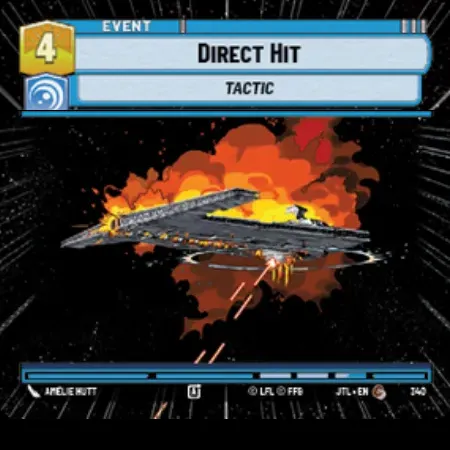 EVENT
4
DIRECT HIT
TACTIC
AMÉLIE HUTT
© LFL © FFG
JTL • EN
340